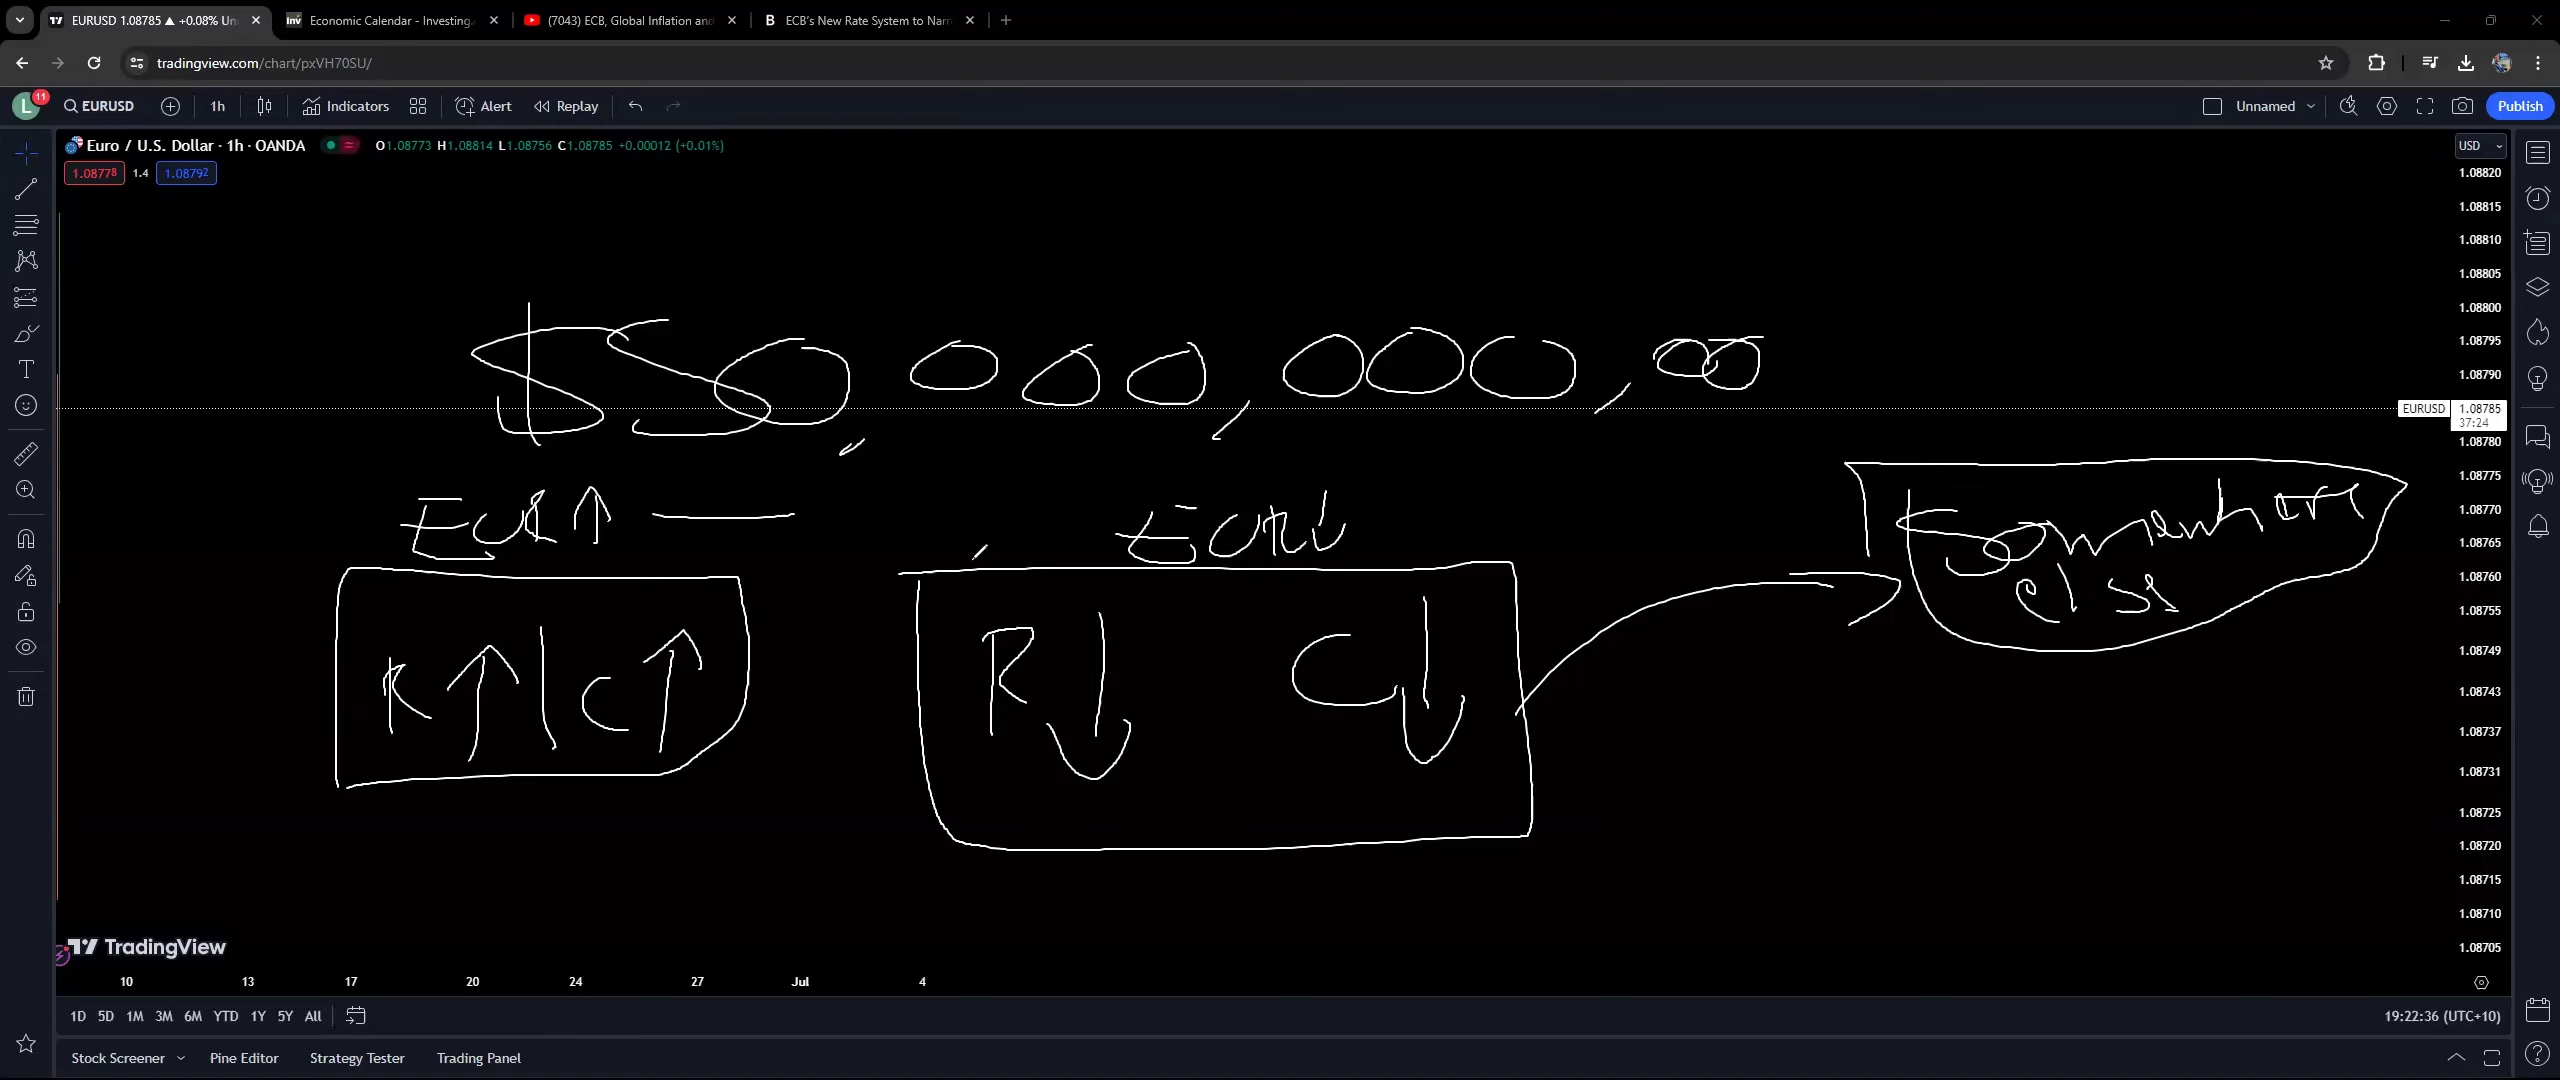 EURUSD 1.08785 ▲ +0.08% Un
Economic Calendar - Investing.
(7043) ECB, Global Inflation and
ECB's New Rate System to Narr
tradingview.com/chart/pxVH70SU/
L 11 EURUSD 1h Indicators Alert Replay Unnamed Publish
Euro / U.S. Dollar · 1h · OANDA O1.08773 H1.08814 L1.08756 C1.08785 +0.00012 (+0.01%)
USD
1.08778 1.4 1.08792
1.08820
1.08815
1.08810
1.08805
1.08800
1.08795
1.08790
EURUSD 1.08785
37:24
1.08780
1.08775
1.08770
1.08765
1.08760
1.08755
1.08749
1.08743
1.08737
1.08731
1.08725
1.08720
1.08715
1.08710
1.08705
$50,000,000,00
EUR ↑ —
R ↑ | C ↑
R ↓ C ↓
else
TradingView
10 13 17 20 24 27 Jul 4
1D 5D 1M 3M 6M YTD 1Y 5Y All
19:22:36 (UTC+10)
Stock Screener Pine Editor Strategy Tester Trading Panel